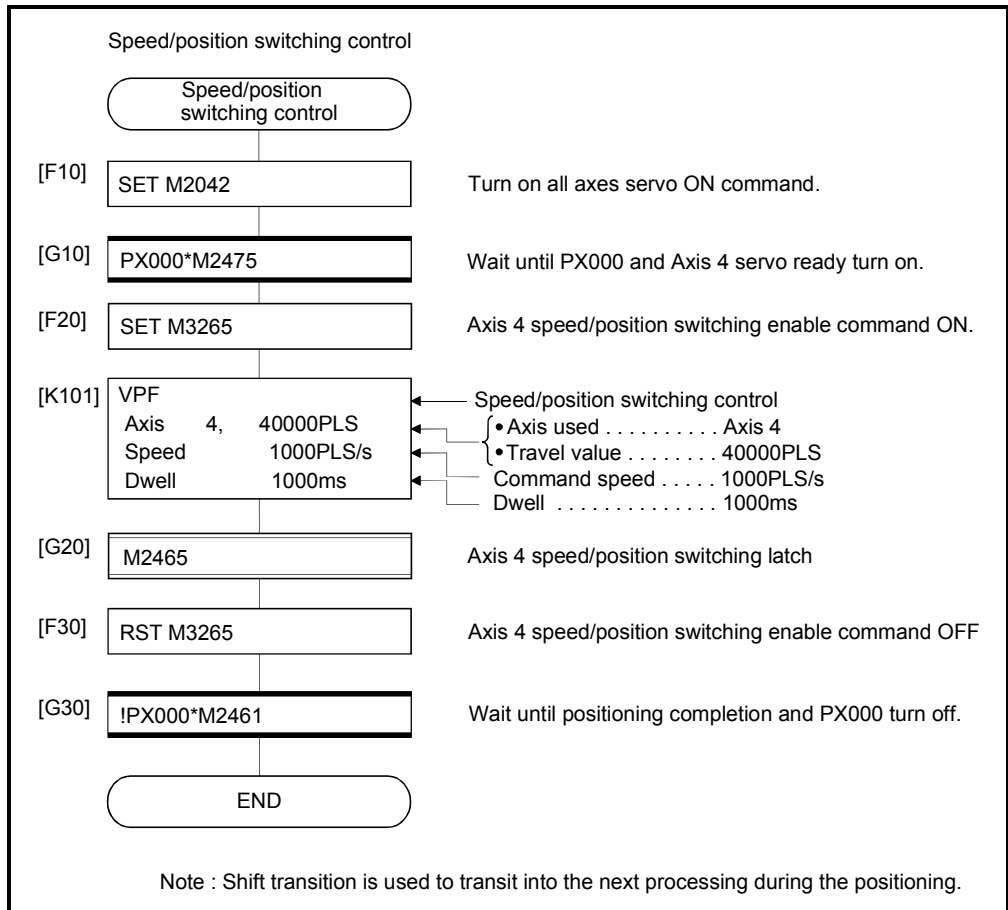 Speed/position switching control
Speed/position
switching control
[F10] SET M2042 Turn on all axes servo ON command.
[G10] PX000*M2475 Wait until PX000 and Axis 4 servo ready turn on.
[F20] SET M3265 Axis 4 speed/position switching enable command ON.
[K101] VPF Speed/position switching control
Axis 4, 40000PLS • Axis used . . . . . . . . . . Axis 4
• Travel value . . . . . . . . 40000PLS
Speed 1000PLS/s Command speed . . . . . 1000PLS/s
Dwell 1000ms Dwell . . . . . . . . . . . . . . 1000ms
[G20] M2465 Axis 4 speed/position switching latch
[F30] RST M3265 Axis 4 speed/position switching enable command OFF
[G30] !PX000*M2461 Wait until positioning completion and PX000 turn off.
END
Note : Shift transition is used to transit into the next processing during the positioning.